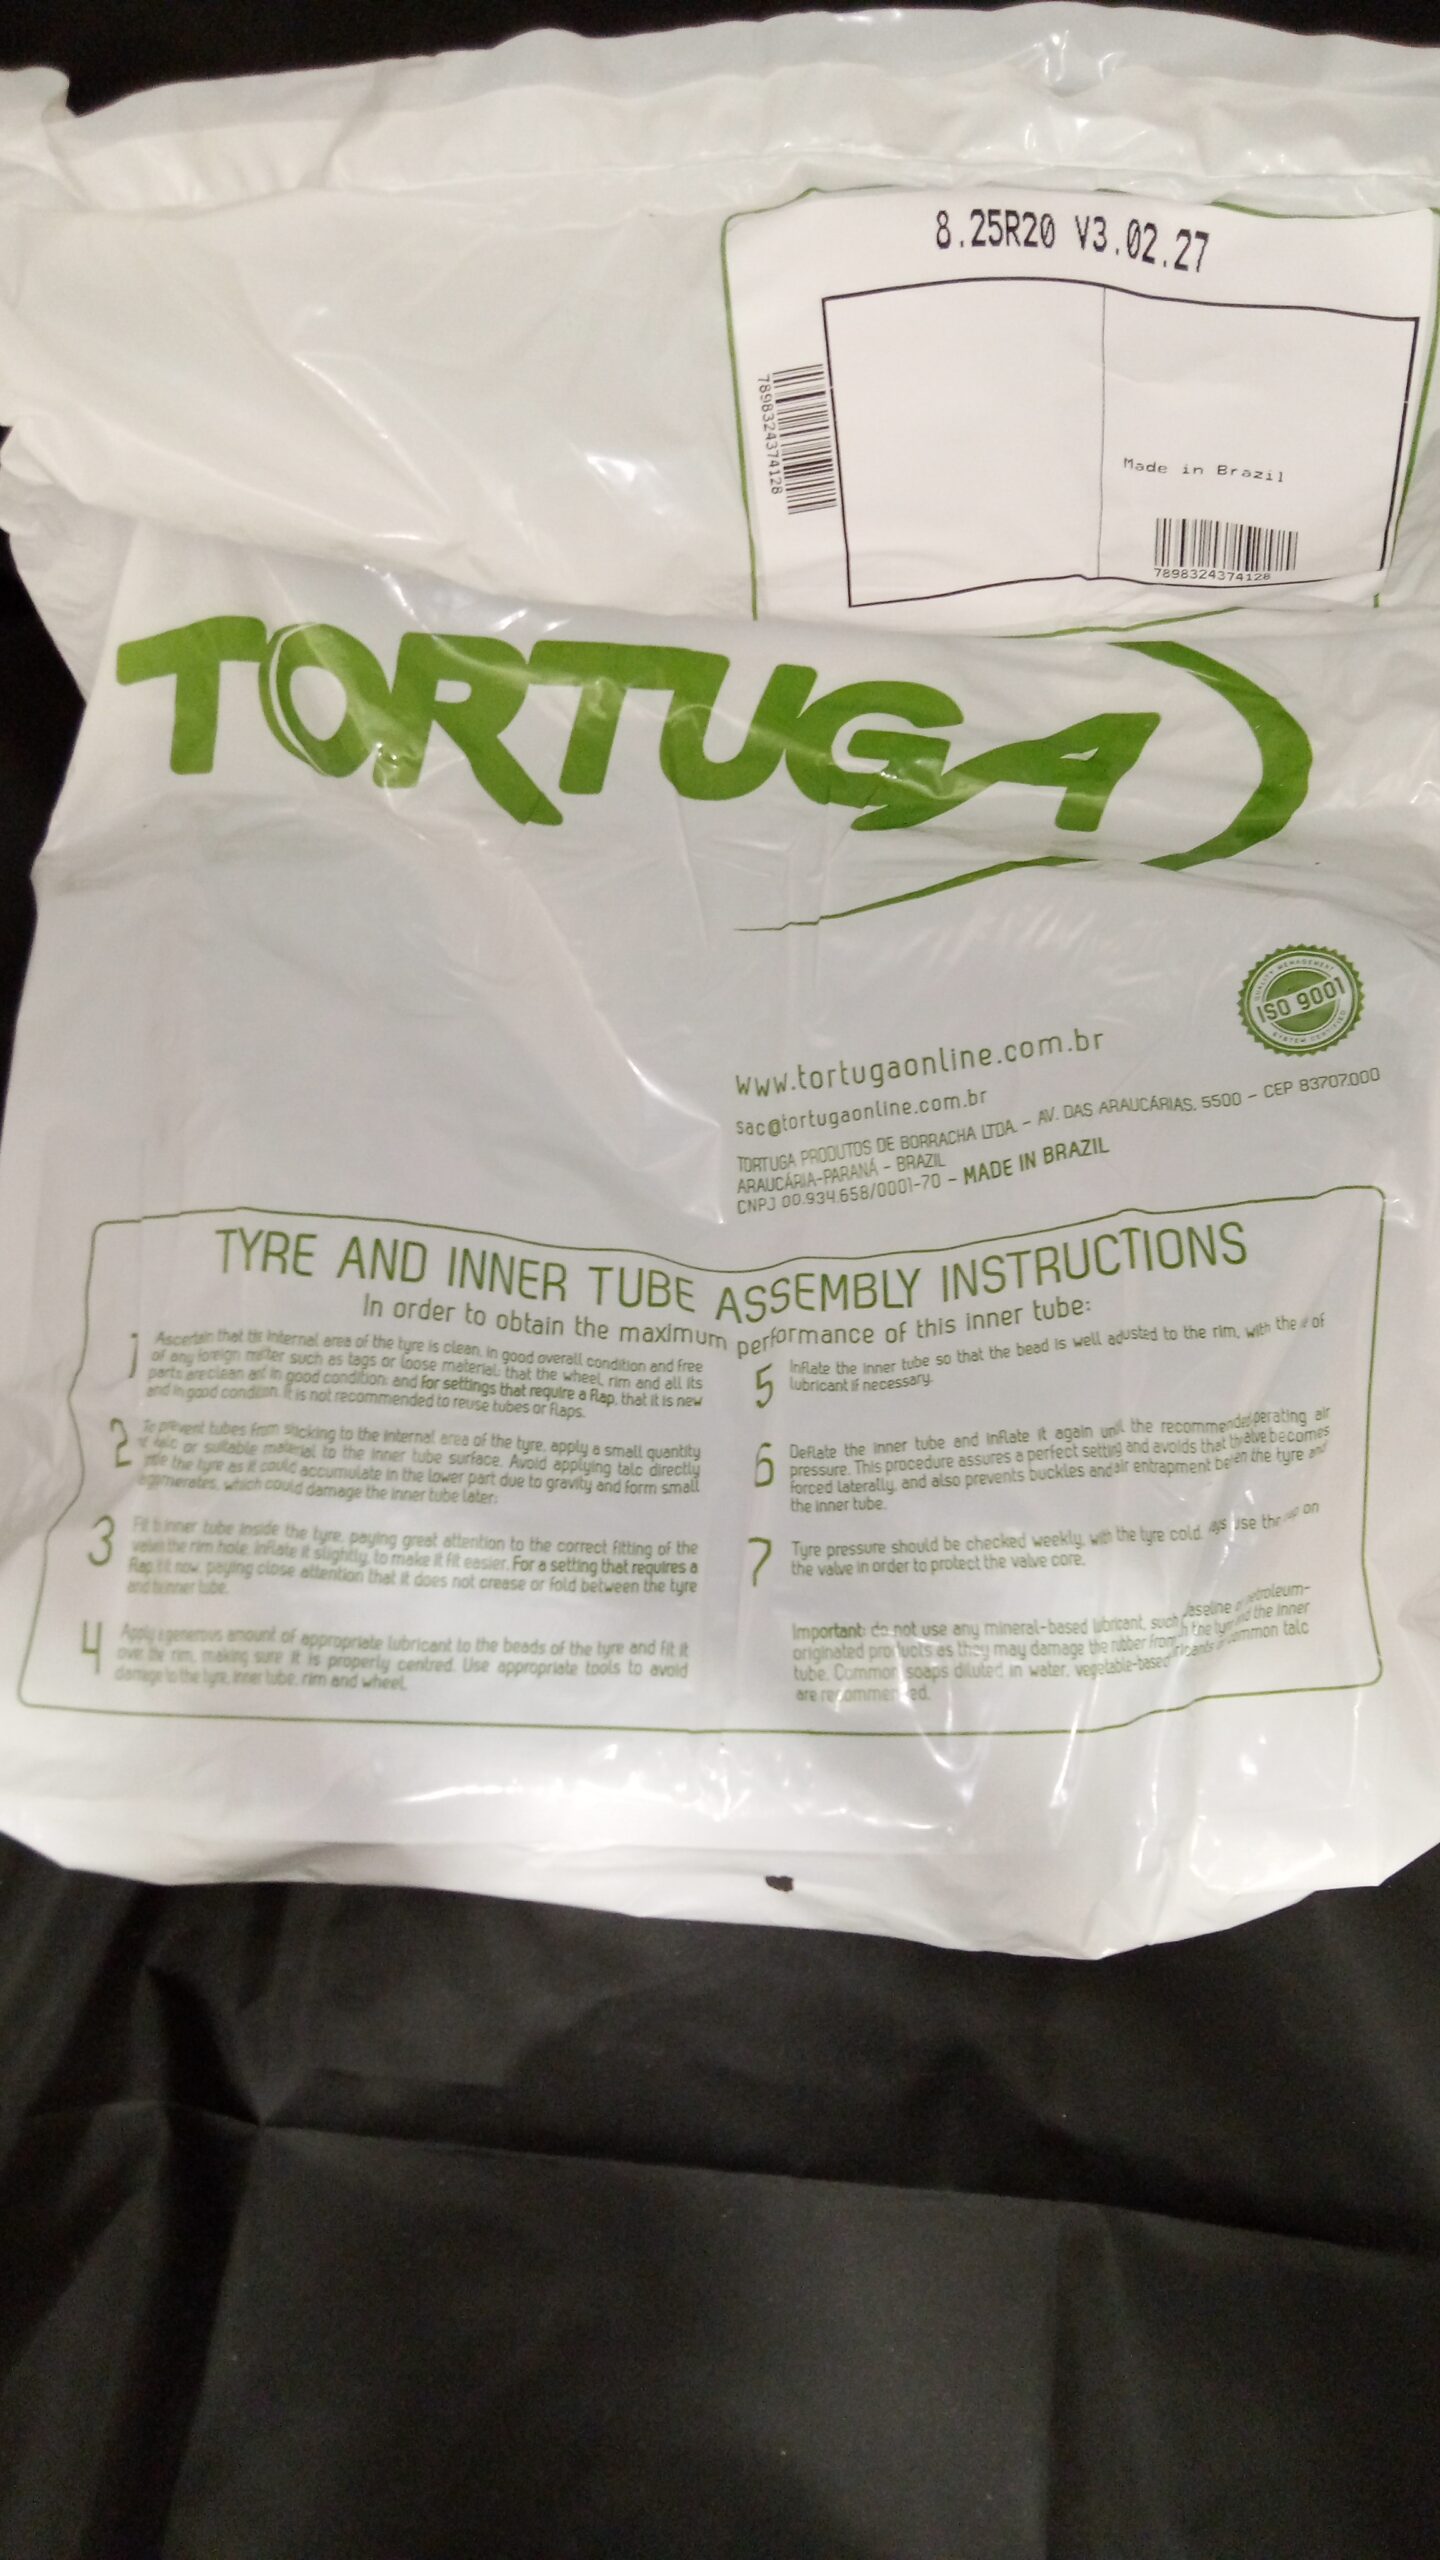 8.25R20 V3.02.27
7898324374128
Made in Brazil
7898324374128
TORTUGA
QUALITY MANAGEMENT
ISO 9001
SYSTEM CERTIFIED
www.tortugaonline.com.br
sac@tortugaonline.com.br
TORTUGA PRODUTOS DE BORRACHA LTDA. - AV. DAS ARAUCÁRIAS, 5500 - CEP 83707.000
ARAUCÁRIA-PARANÁ - BRAZIL
CNPJ 00.934.658/0001-70 - MADE IN BRAZIL
TYRE AND INNER TUBE ASSEMBLY INSTRUCTIONS
In order to obtain the maximum performance of this inner tube:
1 Ascertain that internal area of the tyre is clean, in good overall condition and free
of any foreign such as tags or loose material; that the wheel, rim and all its
parts are clean in good condition; and for settings that require a flap, that it is new
and in good condition. It is not recommended to reuse tubes or flaps.
2 To prevent tubes from sticking to the internal area of the tyre, apply a small quantity
of talc or suitable material to the inner tube surface. Avoid applying talc directly
the tyre as it could accumulate in the lower part due to gravity and form small
agglomerates, which could damage the inner tube later.
3 Fit inner tube inside the tyre, paying great attention to the correct fitting of the
the rim hole. Inflate it slightly, to make it fit easier. For a setting that requires a
flap, fit it now, paying close attention that it does not crease or fold between the tyre
and inner tube.
4 Apply a generous amount of appropriate lubricant to the beads of the tyre and fit it
over the rim, making sure it is properly centred. Use appropriate tools to avoid
damage to the tyre, inner tube, rim and wheel.
5 Inflate the inner tube so that the bead is well adjusted to the rim, with the of
lubricant if necessary.
6 Deflate the inner tube and inflate it again until the recommended air
pressure. This procedure assures a perfect setting and avoids that becomes
forced laterally, and also prevents buckles and air entrapment the tyre and
the inner tube.
7 Tyre pressure should be checked weekly, with the tyre cold. use the on
the valve in order to protect the valve core.
Important: do not use any mineral-based lubricant, such petroleum-
originated products as they may damage the rubber from the and the inner
tube. Common soaps diluted in water, vegetable-based common talc
are recommended.